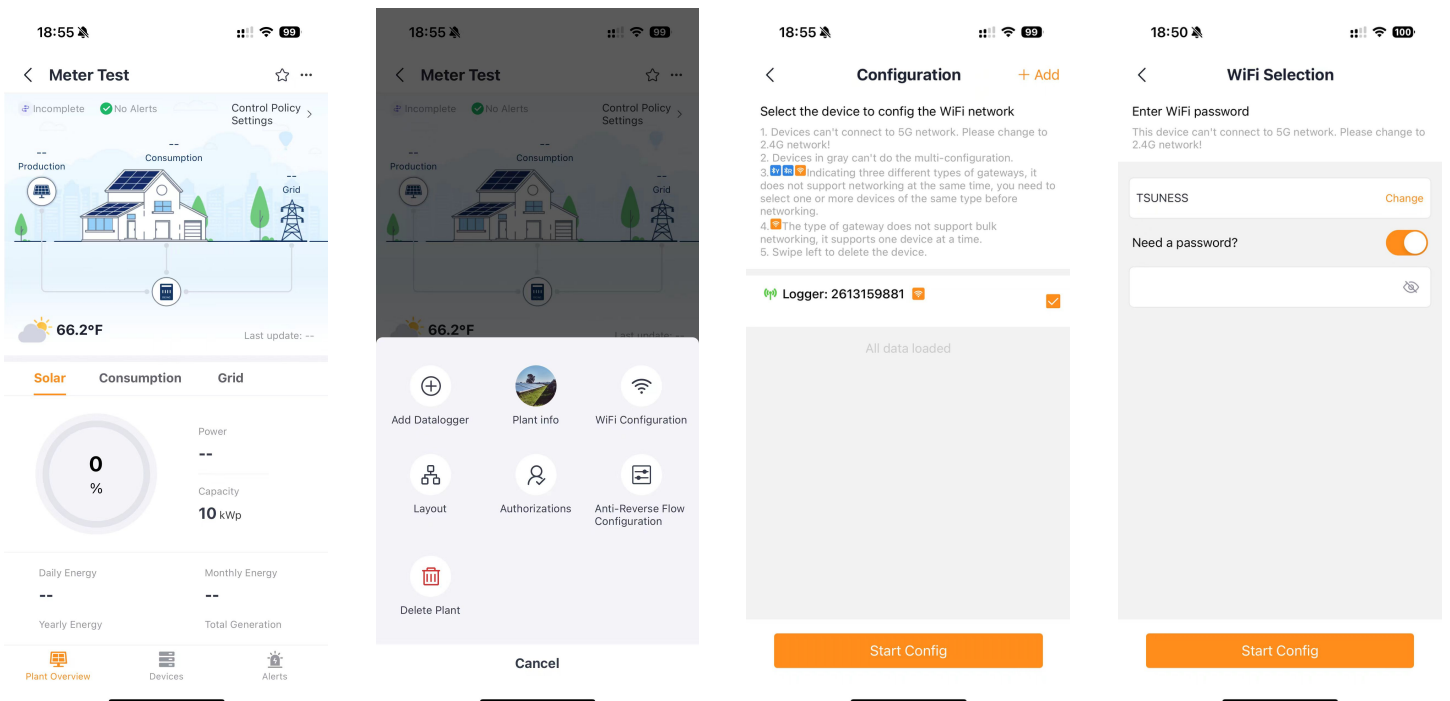 18:55
99
Meter Test
Incomplete
No Alerts
Control Policy
Settings
--
Production
--
Consumption
--
Grid
66.2°F
Last update: --
Solar
Consumption
Grid
0
%
Power
--
Capacity
10 kWp
Daily Energy
Monthly Energy
--
--
Yearly Energy
Total Generation
Plant Overview
Devices
Alerts
18:55
99
Meter Test
Incomplete
No Alerts
Control Policy
Settings
--
Production
--
Consumption
--
Grid
66.2°F
Last update: --
Add Datalogger
Plant info
WiFi Configuration
Layout
Authorizations
Anti-Reverse Flow
Configuration
Delete Plant
Cancel
18:55
99
Configuration
+ Add
Select the device to config the WiFi network
1. Devices can't connect to 5G network. Please change to
2.4G network!
2. Devices in gray can't do the multi-configuration.
3. Indicating three different types of gateways, it
does not support networking at the same time, you need to
select one or more devices of the same type before
networking.
4. The type of gateway does not support bulk
networking, it supports one device at a time.
5. Swipe left to delete the device.
Logger: 2613159881
All data loaded
Start Config
18:50
100
WiFi Selection
Enter WiFi password
This device can't connect to 5G network. Please change to
2.4G network!
TSUNESS
Change
Need a password?
Start Config